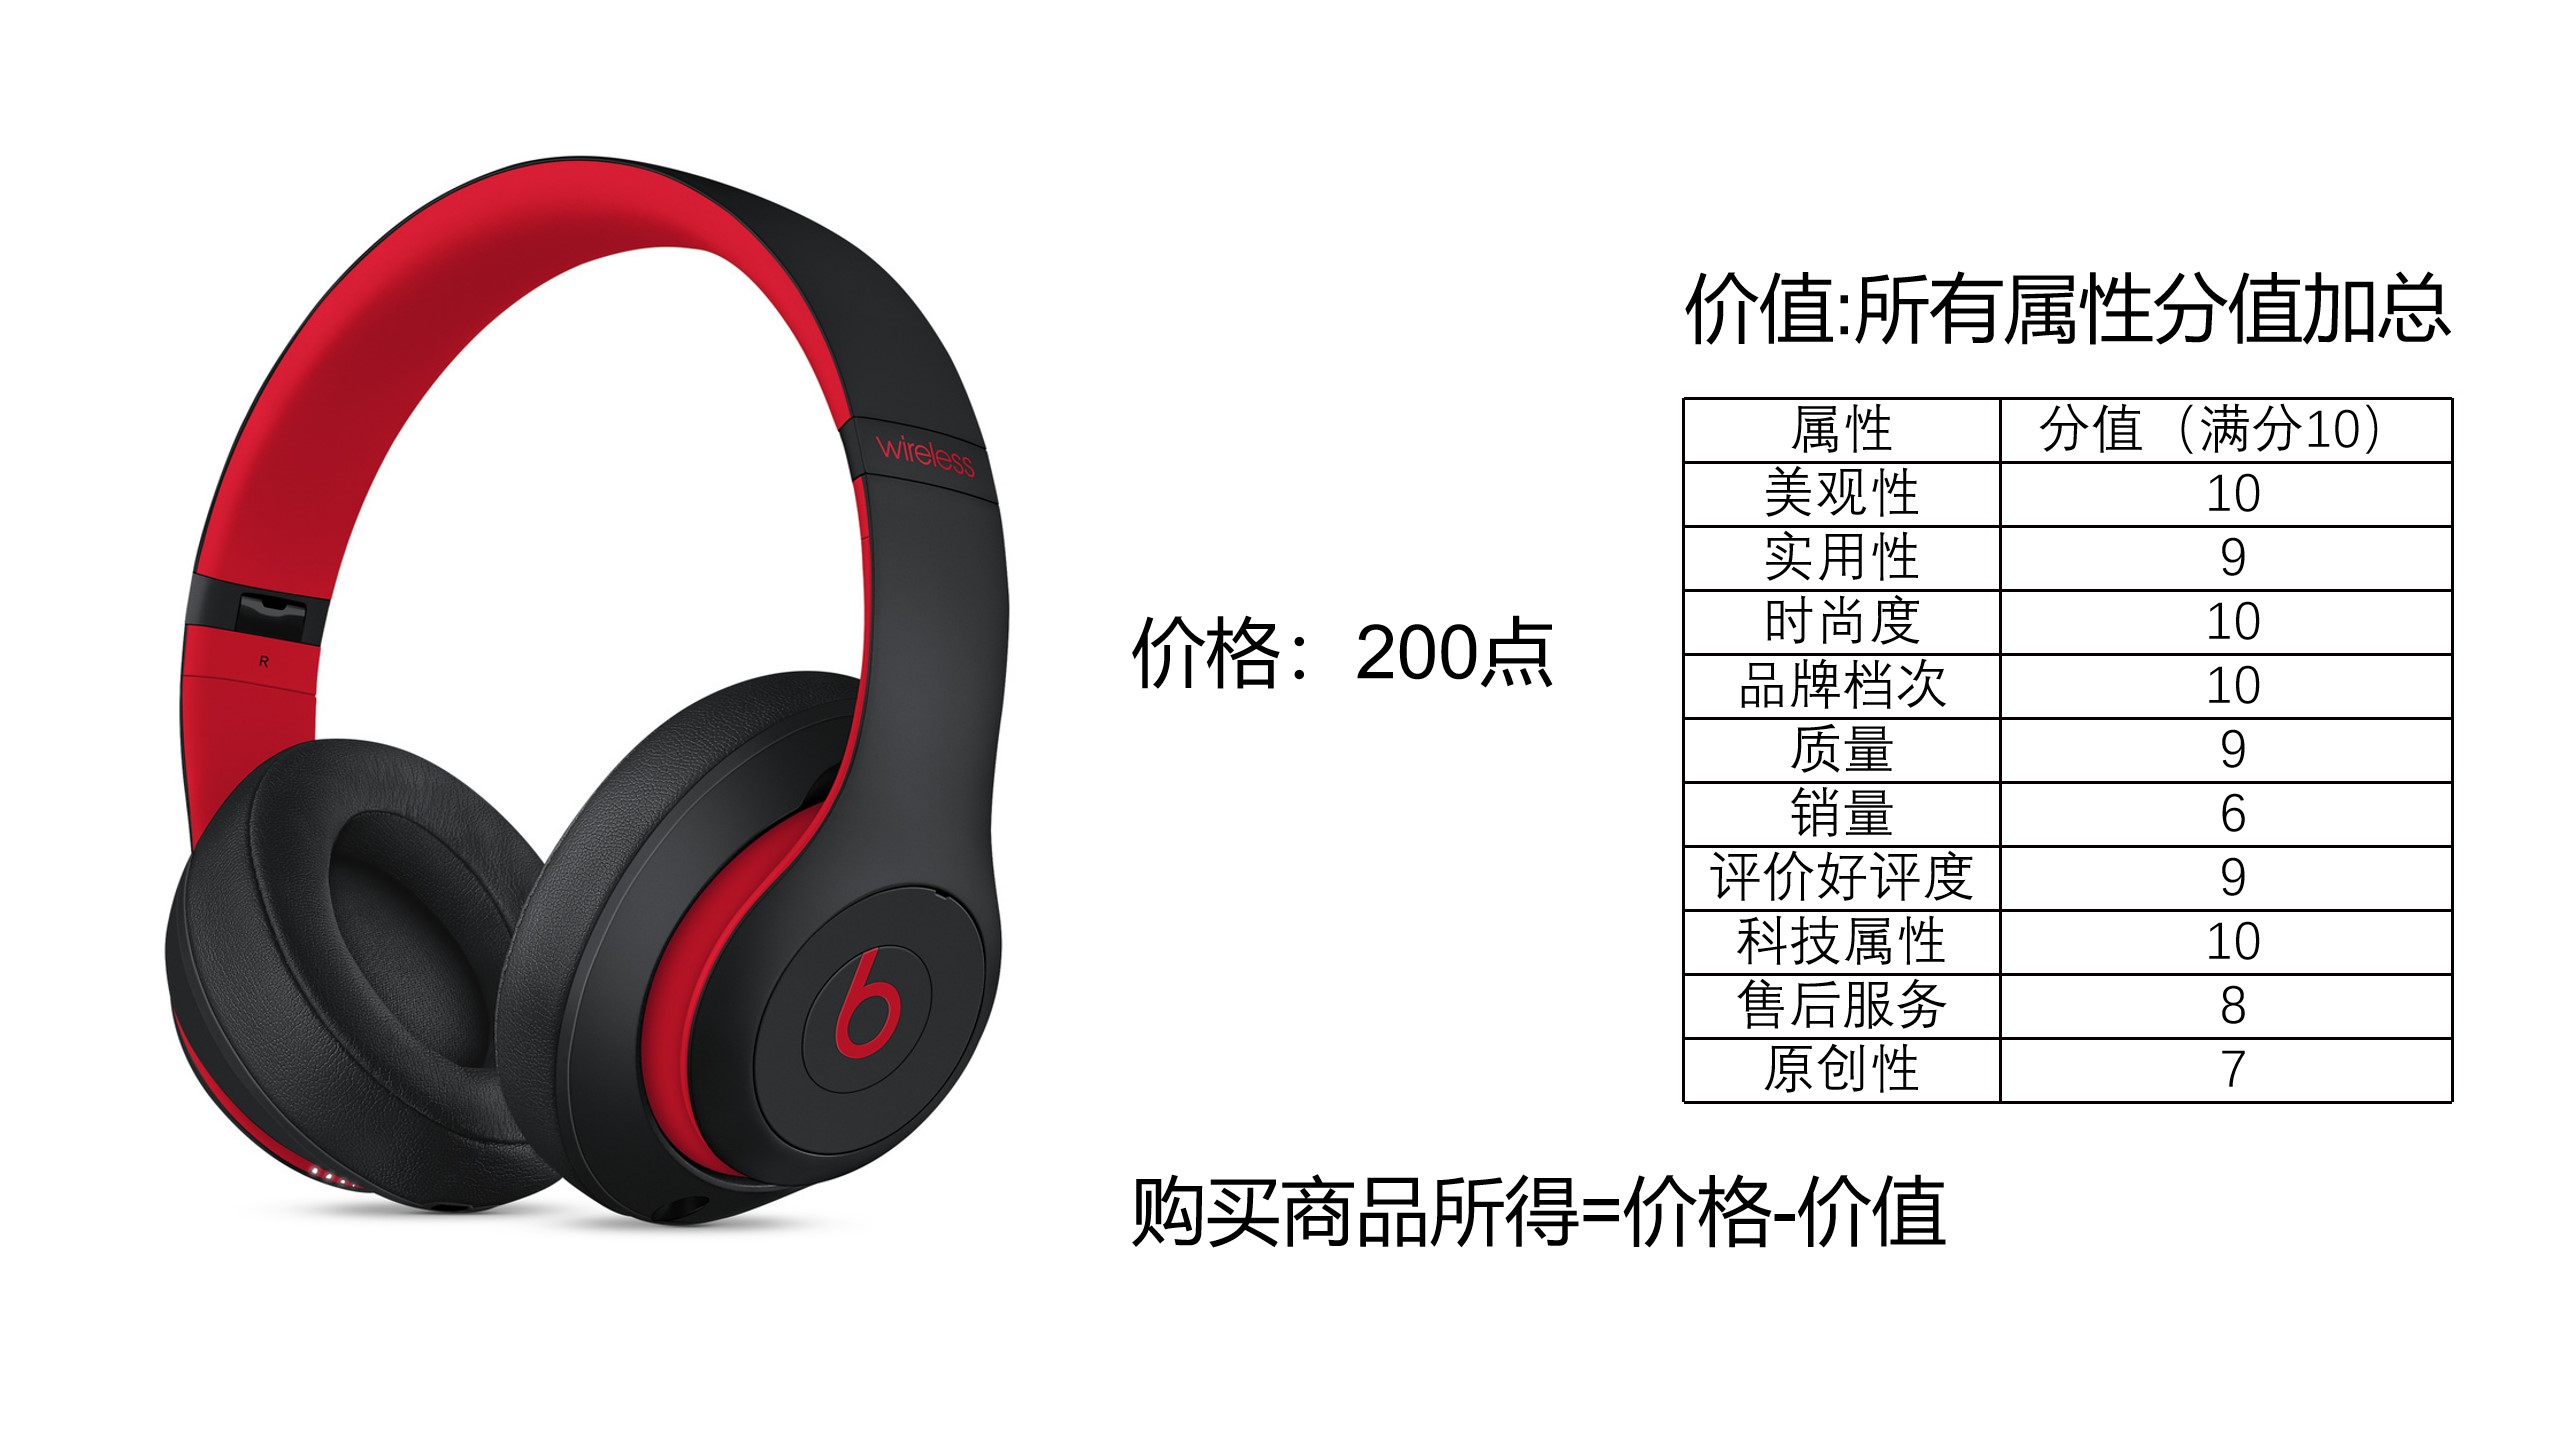 价值:所有属性分值加总
属性 分值（满分10）
美观性 10
实用性 9
时尚度 10
品牌档次 10
质量 9
销量 6
评价好评度 9
科技属性 10
售后服务 8
原创性 7
价格：200点
购买商品所得=价格-价值
wireless
R
b